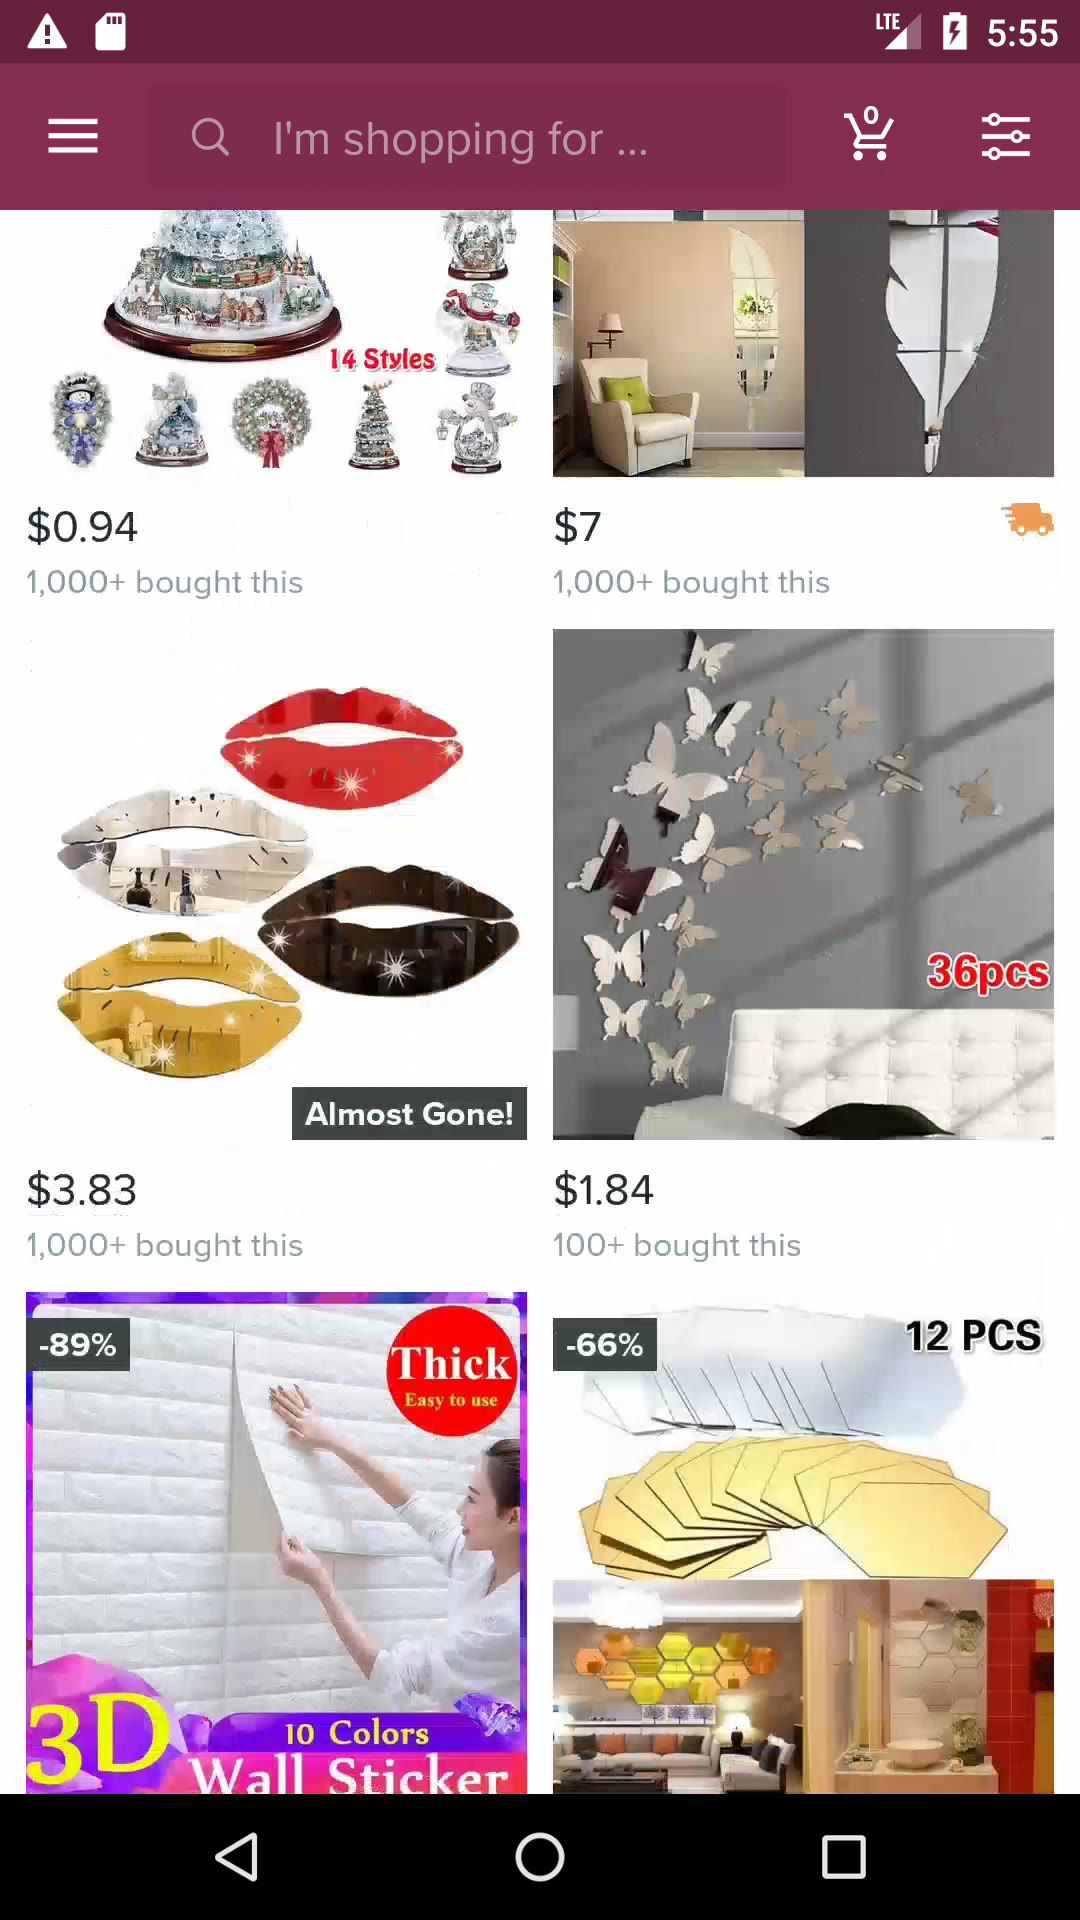 LTE 5:55
I'm shopping for ...
0
14 Styles
$0.94
1,000+ bought this
$7
1,000+ bought this
36pcs
Almost Gone!
$3.83
1,000+ bought this
$1.84
100+ bought this
-89%
Thick
Easy to use
3D
10 Colors
Wall Sticker
-66%
12 PCS